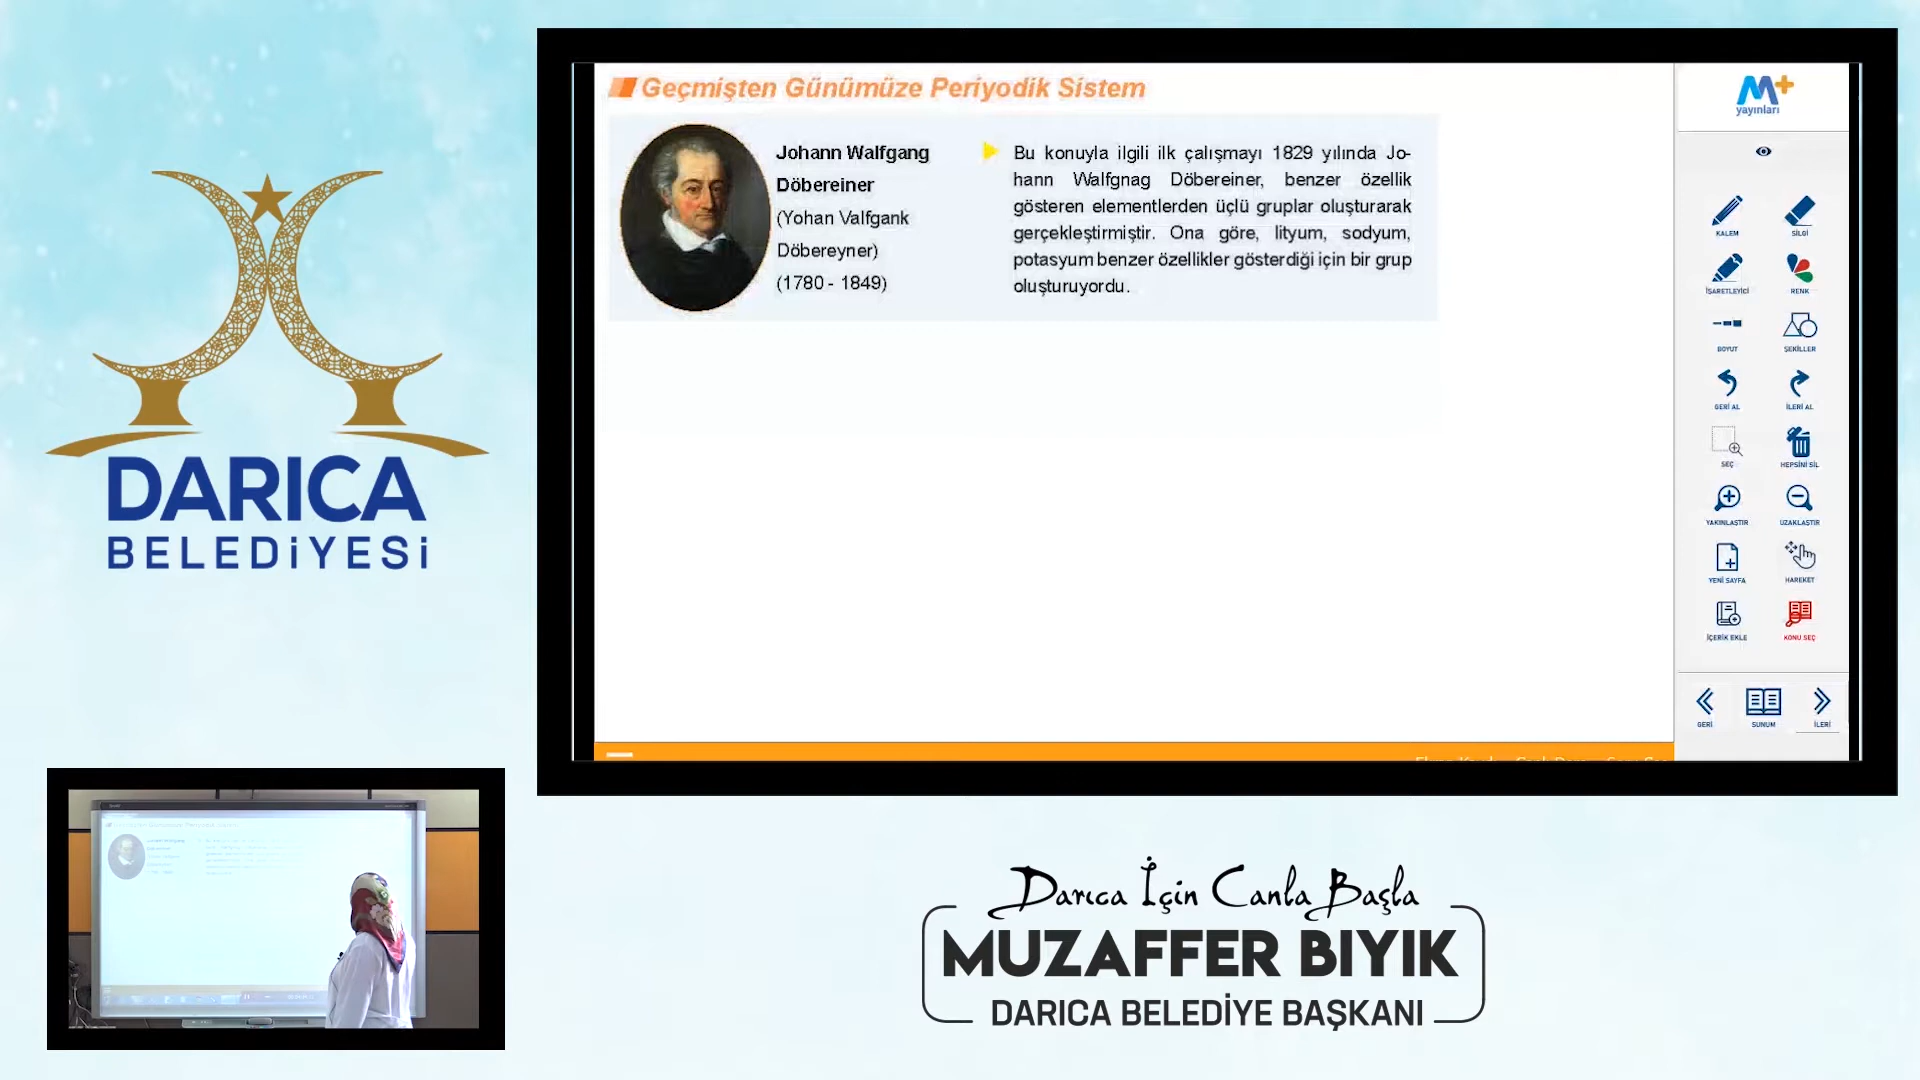 DARICA
BELEDİYESİ
Geçmişten Günümüze Periyodik Sistem
Johann Walfgang
Döbereiner
(Yohan Valfgank
Döbereyner)
(1780 - 1849)
Bu konuyla ilgili ilk çalışmayı 1829 yılında Jo-
hann Walfgnag Döbereiner, benzer özellik
gösteren elementlerden üçlü gruplar oluşturarak
gerçekleştirmiştir. Ona göre, lityum, sodyum,
potasyum benzer özellikler gösterdiği için bir grup
oluşturuyordu.
M+
yayınları
KALEM
SİLGİ
İŞARETLEYİCİ
RENK
BOYUT
ŞEKİLLER
GERİ AL
İLERİ AL
SEÇ
HEPSİNİ SİL
YAKINLAŞTIR
UZAKLAŞTIR
YENİ SAYFA
HAREKET
İÇERİK EKLE
KONU SEÇ
GERİ
SUNUM
İLERİ
Darıca İçin Canla Başla
MUZAFFER BIYIK
DARICA BELEDİYE BAŞKANI